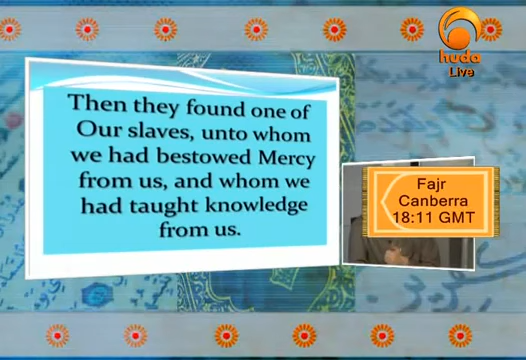 huda
Live
Then they found one of
Our slaves, unto whom
we had bestowed Mercy
from us, and whom we
had taught knowledge
from us.
Fajr
Canberra
18:11 GMT